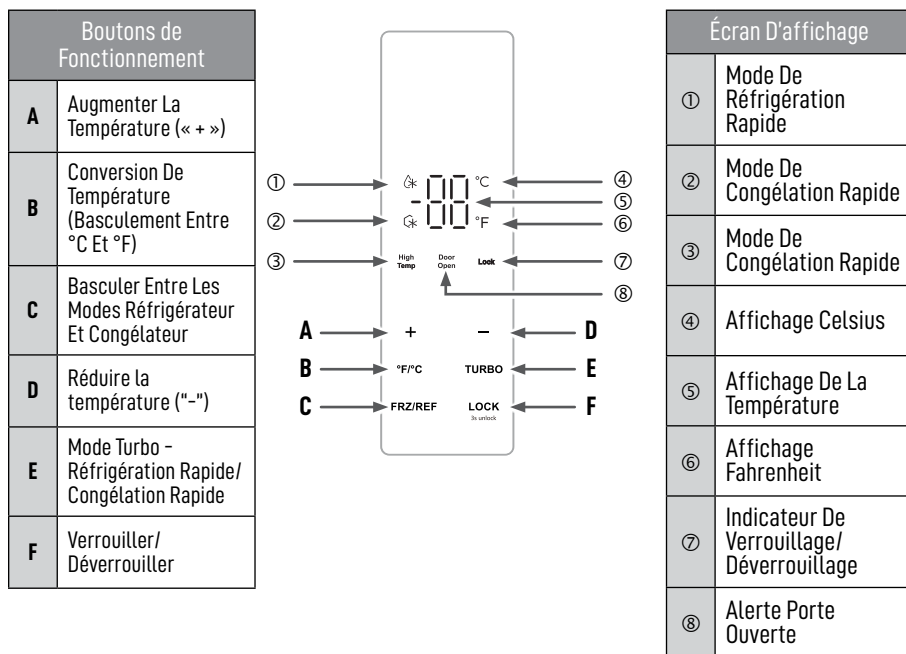 Boutons de
Fonctionnement
A
Augmenter La
Température (« + »)
B
Conversion De
Température
(Basculement Entre
°C Et °F)
C
Basculer Entre Les
Modes Réfrigérateur
Et Congélateur
D
Réduire la
température ("-")
E
Mode Turbo -
Réfrigération Rapide/
Congélation Rapide
F
Verrouiller/
Déverrouiller
①
②
③
-88
°C
°F
High
Temp
Door
Open
Lock
④
⑤
⑥
⑦
⑧
A
+
−
D
B
°F/°C
TURBO
E
C
FRZ/REF
LOCK
3s unlock
F
Écran D'affichage
①
Mode De
Réfrigération
Rapide
②
Mode De
Congélation Rapide
③
Mode De
Congélation Rapide
④
Affichage Celsius
⑤
Affichage De La
Température
⑥
Affichage
Fahrenheit
⑦
Indicateur De
Verrouillage/
Déverrouillage
⑧
Alerte Porte
Ouverte